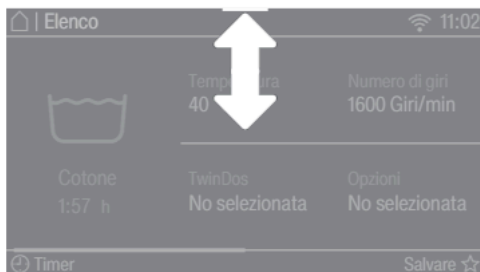 | Elenco 11:02
Numero di giri
40 1600 Giri/min
Cotone TwinDos Opzioni
1:57 h No selezionata No selezionata
Timer Salvare